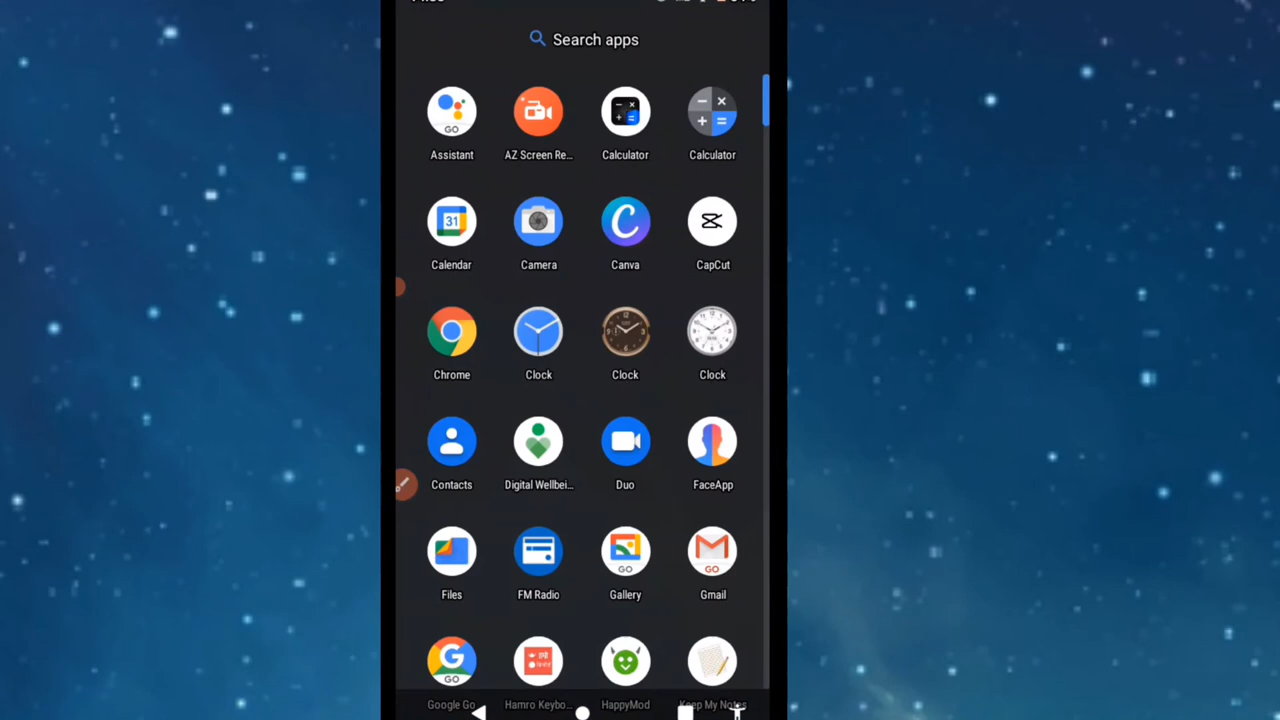 Search apps
Assistant AZ Screen Re... Calculator Calculator
Calendar Camera Canva CapCut
Chrome Clock Clock Clock
Contacts Digital Wellbei... Duo FaceApp
Files FM Radio Gallery Gmail
Google Go Hamro Keybo... HappyMod Keep My Notes